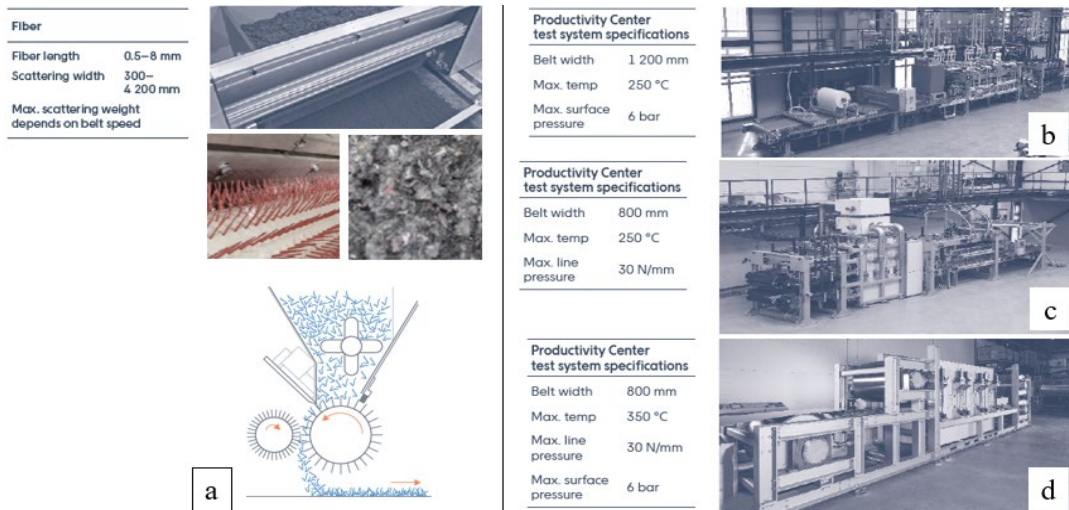 Fiber
Fiber length 0.5–8 mm
Scattering width 300–
4 200 mm
Max. scattering weight
depends on belt speed
a
Productivity Center
test system specifications
Belt width 1 200 mm
Max. temp 250 °C
Max. surface
pressure 6 bar
b
Productivity Center
test system specifications
Belt width 800 mm
Max. temp 250 °C
Max. line
pressure 30 N/mm
c
Productivity Center
test system specifications
Belt width 800 mm
Max. temp 350 °C
Max. line
pressure 30 N/mm
Max. surface
pressure 6 bar
d